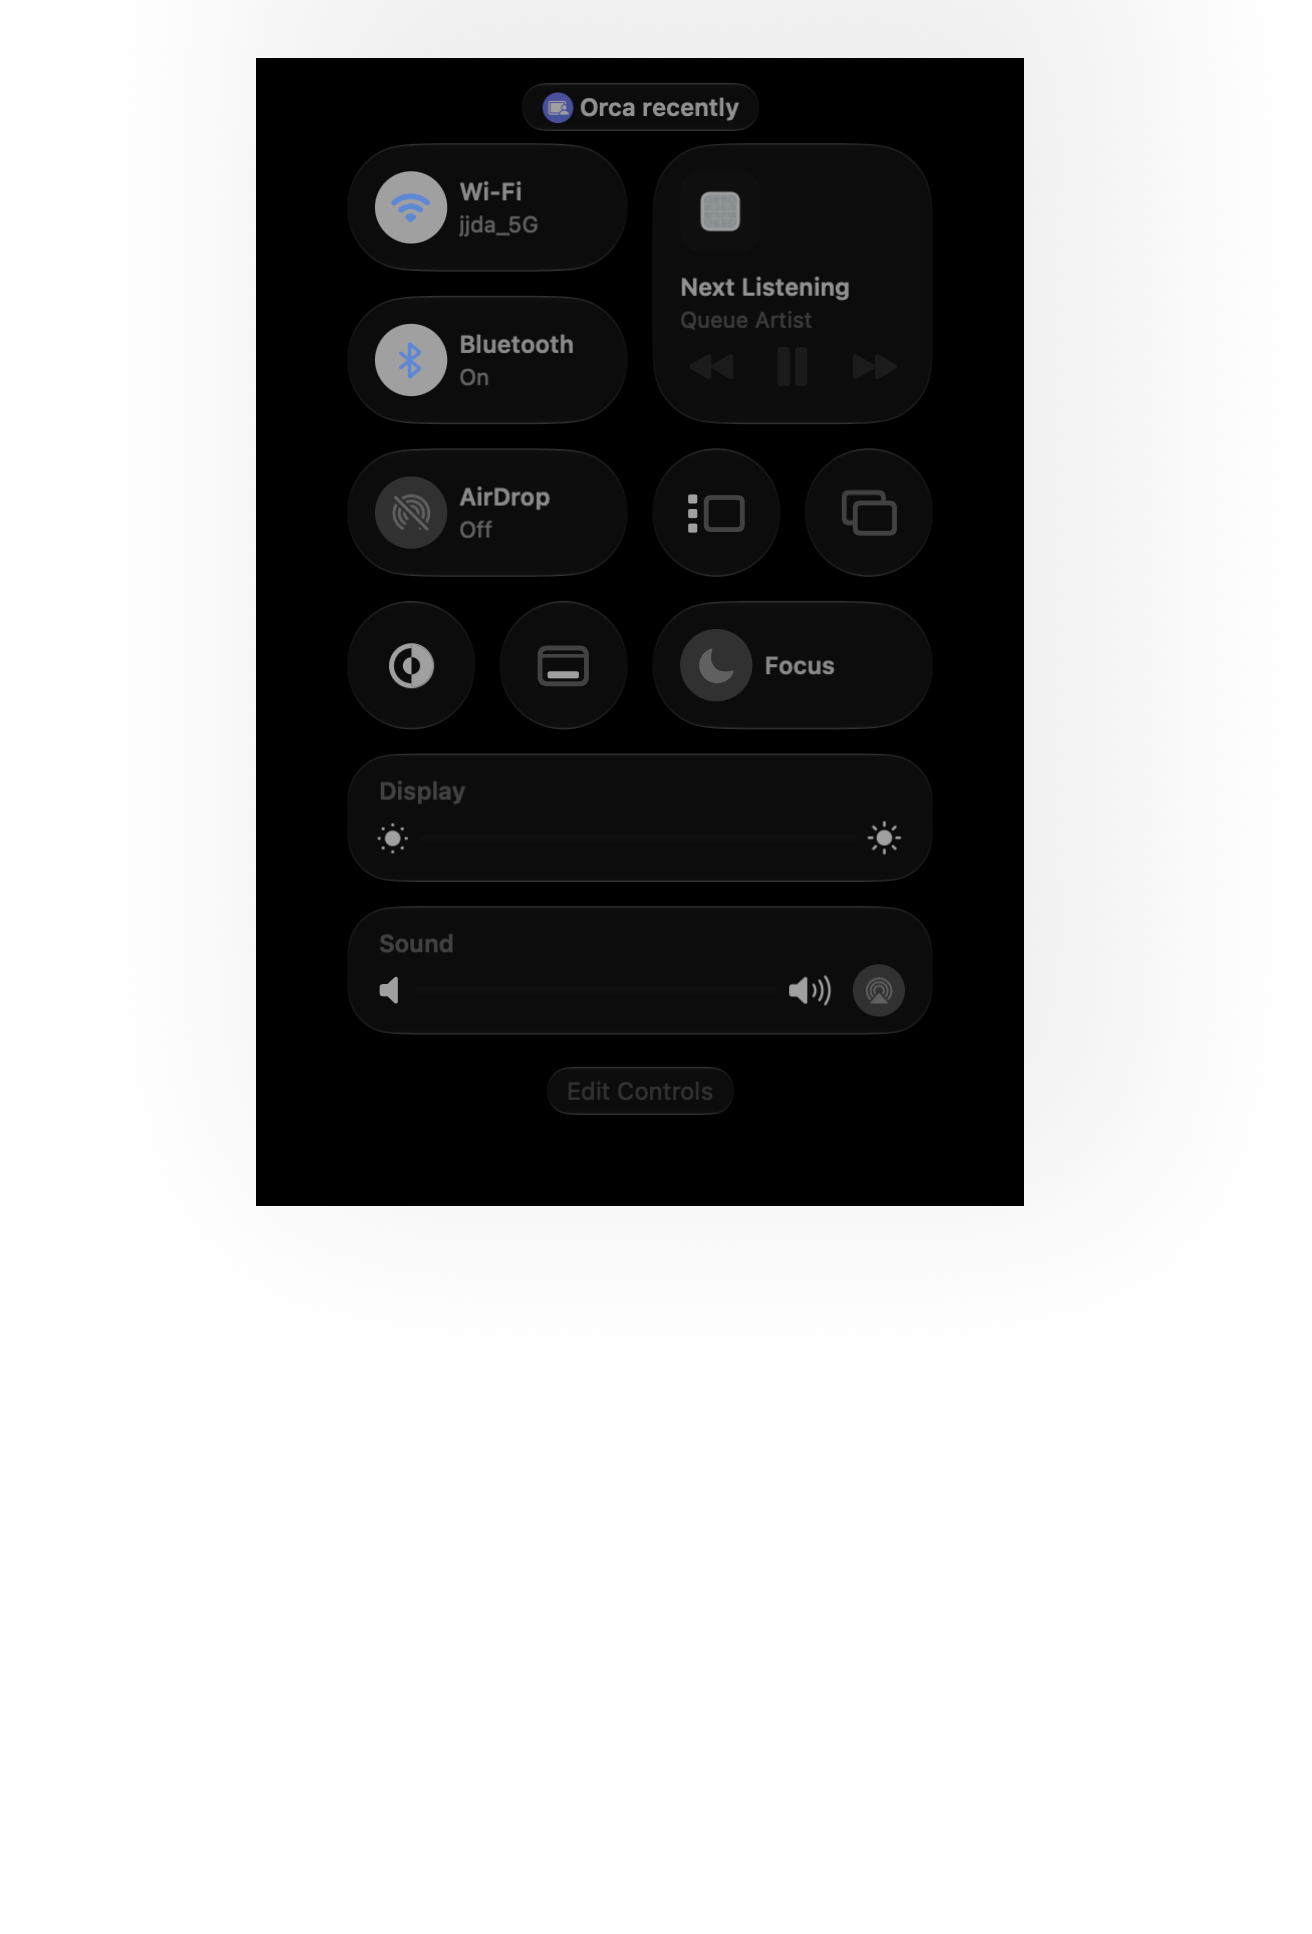 Orca recently
Wi-Fi
jjda_5G
Next Listening
Queue Artist
Bluetooth
On
AirDrop
Off
Focus
Display
Sound
Edit Controls